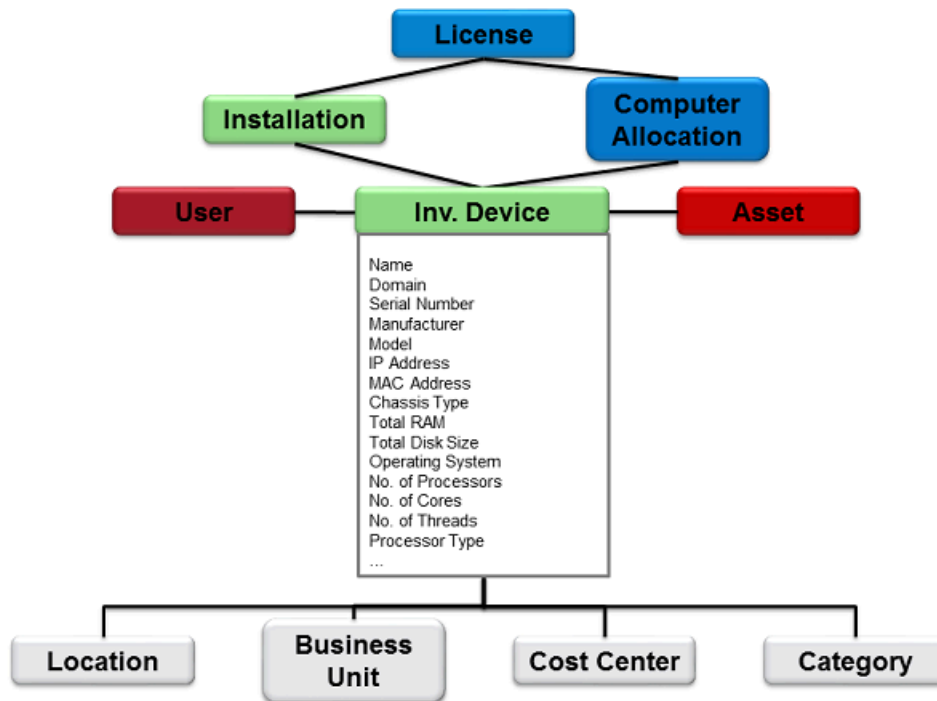 License
Installation
Computer
Allocation
User
Inv. Device
Asset
Name
Domain
Serial Number
Manufacturer
Model
IP Address
MAC Address
Chassis Type
Total RAM
Total Disk Size
Operating System
No. of Processors
No. of Cores
No. of Threads
Processor Type
...
Location
Business
Unit
Cost Center
Category